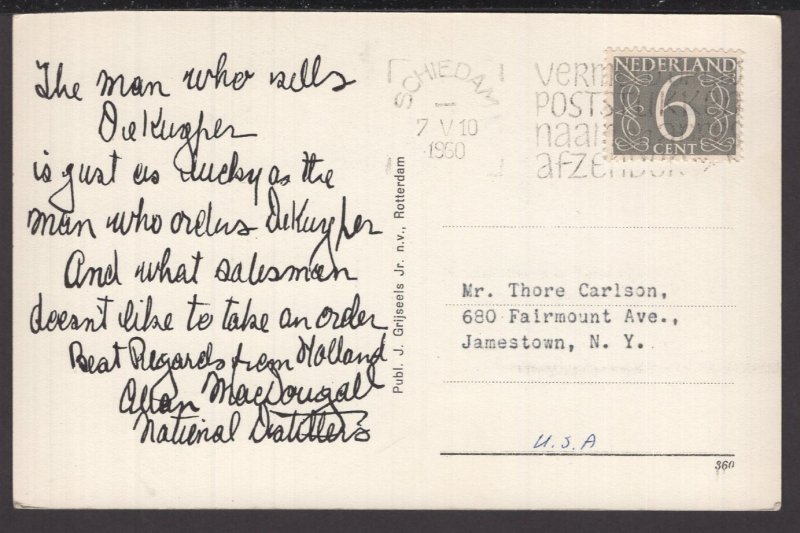 The man who sells
DeKuyper
is just as lucky as the
man who orders DeKuyper
And what salesman
doesnt like to take an order
Best Regards from Holland
Allan MacDougall
National Distillers
Publ. J. Grijseels Jr. n.v., Rotterdam
SCHIEDAM
7 V 10
1960
verm
POSTS
naam
afzender
NEDERLAND
6
CENT
Mr. Thore Carlson,
680 Fairmount Ave.,
Jamestown, N. Y.
U.S.A
360